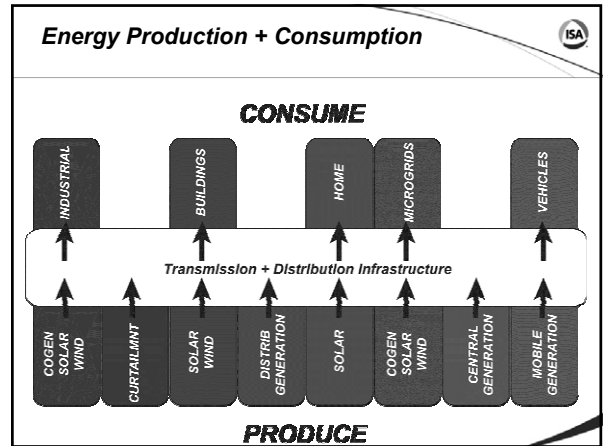 Energy Production + Consumption
ISA
CONSUME
INDUSTRIAL
BUILDINGS
HOME
MICROGRIDS
VEHICLES
Transmission + Distribution Infrastructure
COGEN
SOLAR
WIND
CURTAILMNT
SOLAR
WIND
DISTRIB
GENERATION
SOLAR
COGEN
SOLAR
WIND
CENTRAL
GENERATION
MOBILE
GENERATION
PRODUCE